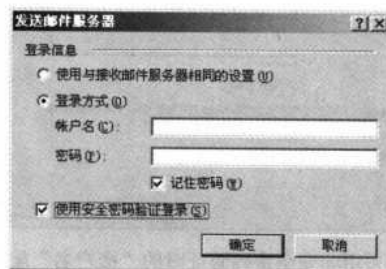 发送邮件服务器
登录信息
使用与接收邮件服务器相同的设置(U)
登录方式(O)
帐户名(C):
密码(P):
记住密码(W)
使用安全密码验证登录(S)
确定
取消